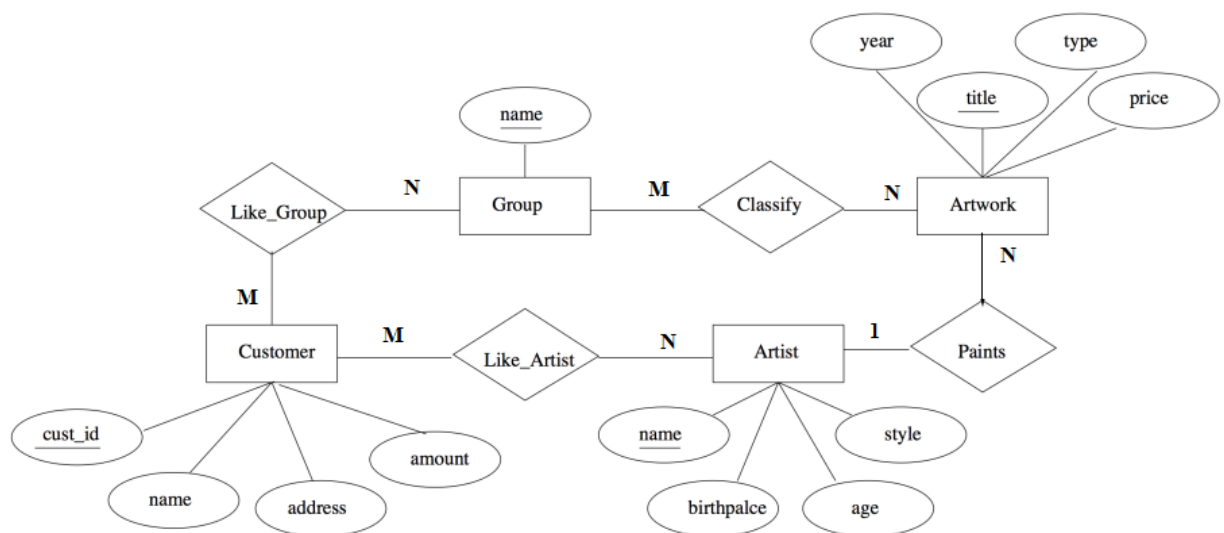 year
type
title
price
name
N
Group
M
Classify
N
Artwork
Like_Group
N
M
Customer
M
Like_Artist
N
Artist
1
Paints
cust_id
name
address
amount
name
birthpalce
age
style